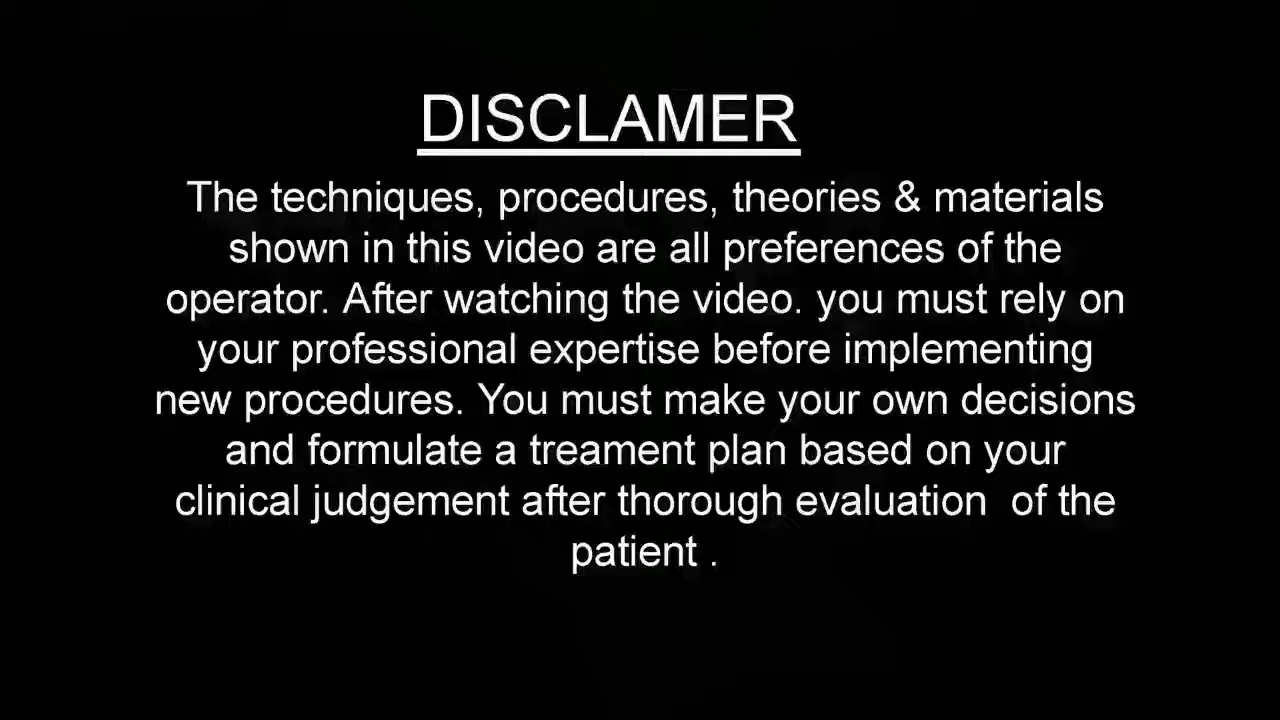 DISCLAMER
The techniques, procedures, theories & materials
shown in this video are all preferences of the
operator. After watching the video. you must rely on
your professional expertise before implementing
new procedures. You must make your own decisions
and formulate a treament plan based on your
clinical judgement after thorough evaluation  of the
patient .